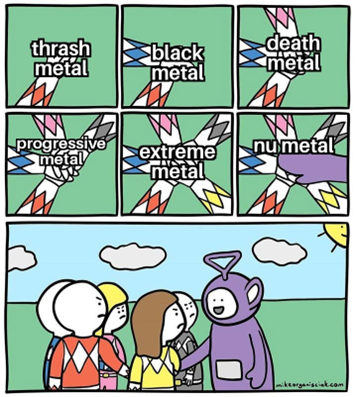 thrash
metal
black
metal
death
metal
progressive
metal
extreme
metal
nu metal
mikeorganisciak.com